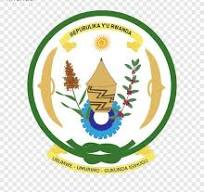 REPUBULIKA Y'U RWANDA
UBUMWE - UMURIMO - GUKUNDA IGIHUGU